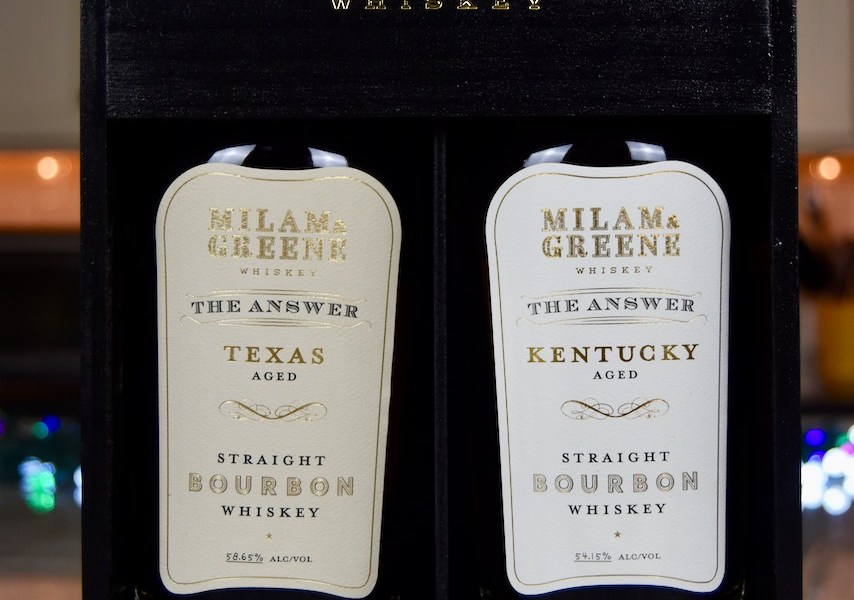 WHISKEY
MILAM &
GREENE
WHISKEY
THE ANSWER
TEXAS
AGED
STRAIGHT
BOURBON
WHISKEY
58.65% ALC/VOL
MILAM &
GREENE
WHISKEY
THE ANSWER
KENTUCKY
AGED
STRAIGHT
BOURBON
WHISKEY
54.15% ALC/VOL